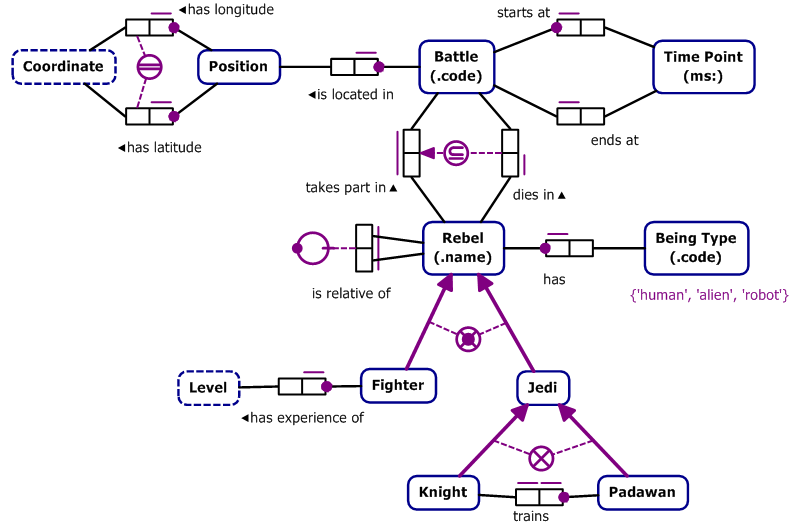 ◄has longitude
starts at
Coordinate
Position
Battle
(.code)
Time Point
(ms:)
◄is located in
◄has latitude
ends at
takes part in▲
dies in▲
Rebel
(.name)
Being Type
(.code)
has
is relative of
{'human', 'alien', 'robot'}
Level
Fighter
Jedi
◄has experience of
Knight
Padawan
trains